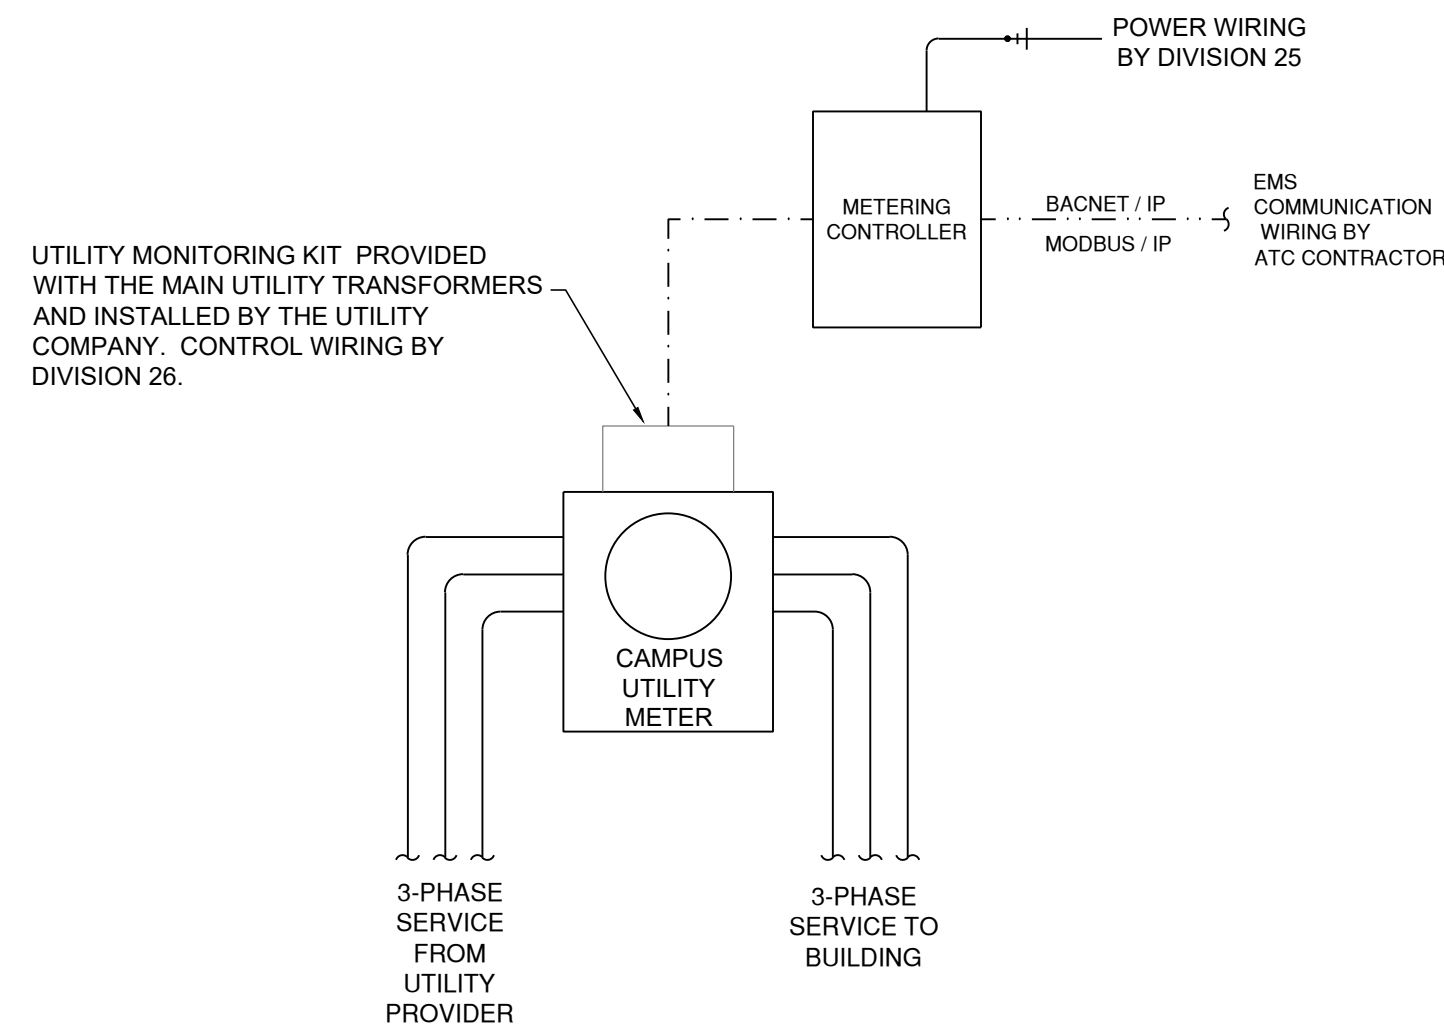 POWER WIRING
BY DIVISION 25
METERING
CONTROLLER
BACNET / IP
MODBUS / IP
EMS
COMMUNICATION
WIRING BY
ATC CONTRACTOR
UTILITY MONITORING KIT PROVIDED
WITH THE MAIN UTILITY TRANSFORMERS
AND INSTALLED BY THE UTILITY
COMPANY. CONTROL WIRING BY
DIVISION 26.
CAMPUS
UTILITY
METER
3-PHASE
SERVICE
FROM
UTILITY
PROVIDER
3-PHASE
SERVICE TO
BUILDING